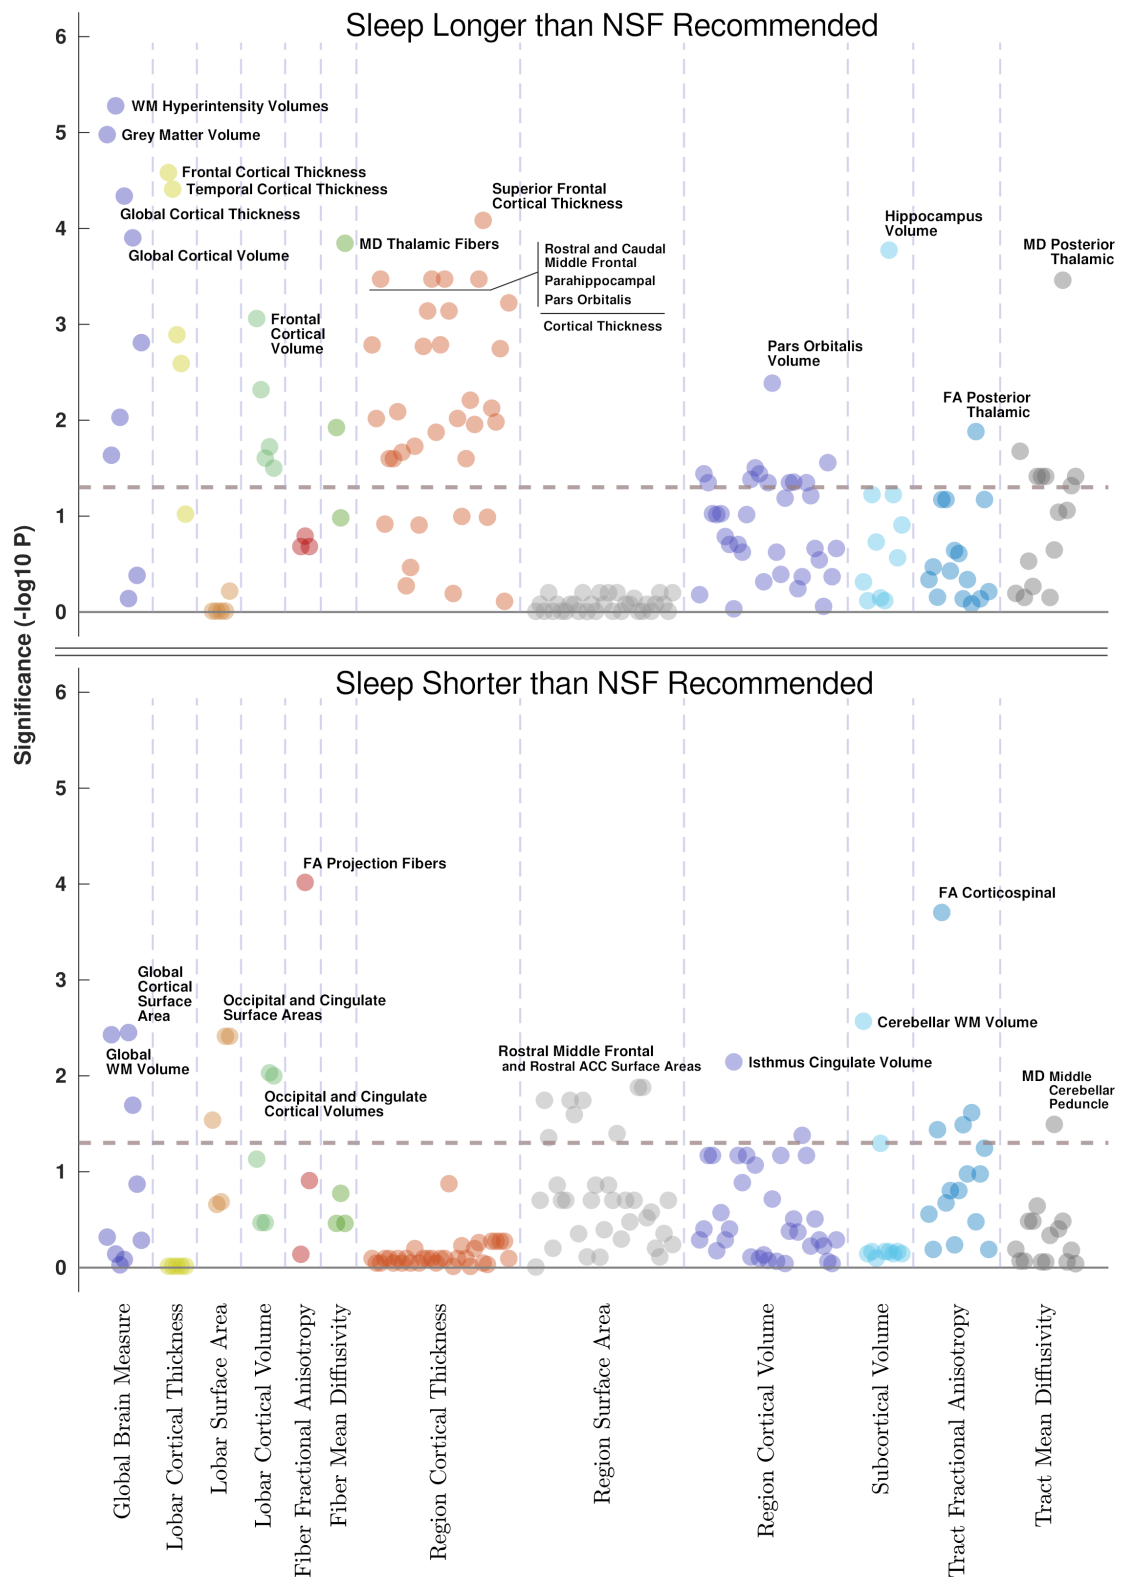 Sleep Longer than NSF Recommended
6
5
4
3
2
1
0
WM Hyperintensity Volumes
Grey Matter Volume
Frontal Cortical Thickness
Temporal Cortical Thickness
Global Cortical Thickness
Global Cortical Volume
MD Thalamic Fibers
Superior Frontal
Cortical Thickness
Rostral and Caudal
Middle Frontal
Parahippocampal
Pars Orbitalis
Cortical Thickness
Frontal
Cortical
Volume
Hippocampus
Volume
MD Posterior
Thalamic
Pars Orbitalis
Volume
FA Posterior
Thalamic
Significance (-log10 P)
Sleep Shorter than NSF Recommended
6
5
4
3
2
1
0
FA Projection Fibers
FA Corticospinal
Global
Cortical
Surface
Area
Global
WM Volume
Occipital and Cingulate
Surface Areas
Occipital and Cingulate
Cortical Volumes
Rostral Middle Frontal
and Rostral ACC Surface Areas
Isthmus Cingulate Volume
Cerebellar WM Volume
MD Middle
Cerebellar
Peduncle
Global Brain Measure
Lobar Cortical Thickness
Lobar Surface Area
Lobar Cortical Volume
Fiber Fractional Anisotropy
Fiber Mean Diffusivity
Region Cortical Thickness
Region Surface Area
Region Cortical Volume
Subcortical Volume
Tract Fractional Anisotropy
Tract Mean Diffusivity